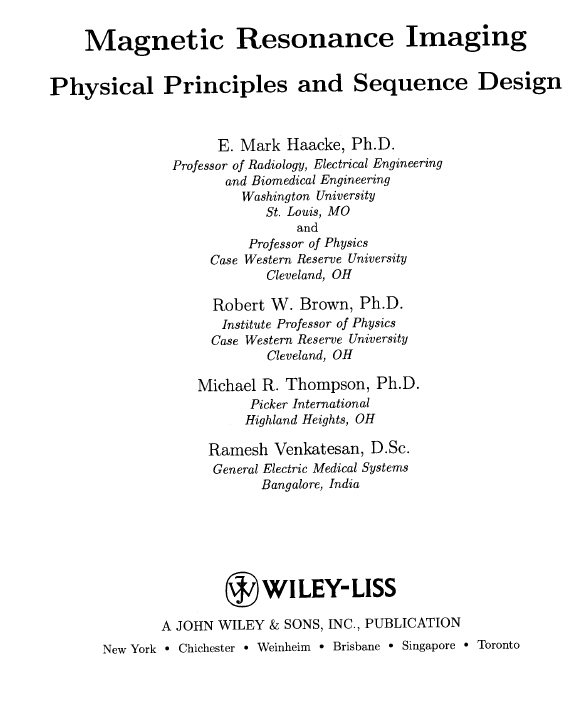 Magnetic Resonance Imaging
Physical Principles and Sequence Design
E. Mark Haacke, Ph.D.
Professor of Radiology, Electrical Engineering
and Biomedical Engineering
Washington University
St. Louis, MO
and
Professor of Physics
Case Western Reserve University
Cleveland, OH
Robert W. Brown, Ph.D.
Institute Professor of Physics
Case Western Reserve University
Cleveland, OH
Michael R. Thompson, Ph.D.
Picker International
Highland Heights, OH
Ramesh Venkatesan, D.Sc.
General Electric Medical Systems
Bangalore, India
WILEY-LISS
A JOHN WILEY & SONS, INC., PUBLICATION
New York • Chichester • Weinheim • Brisbane • Singapore • Toronto